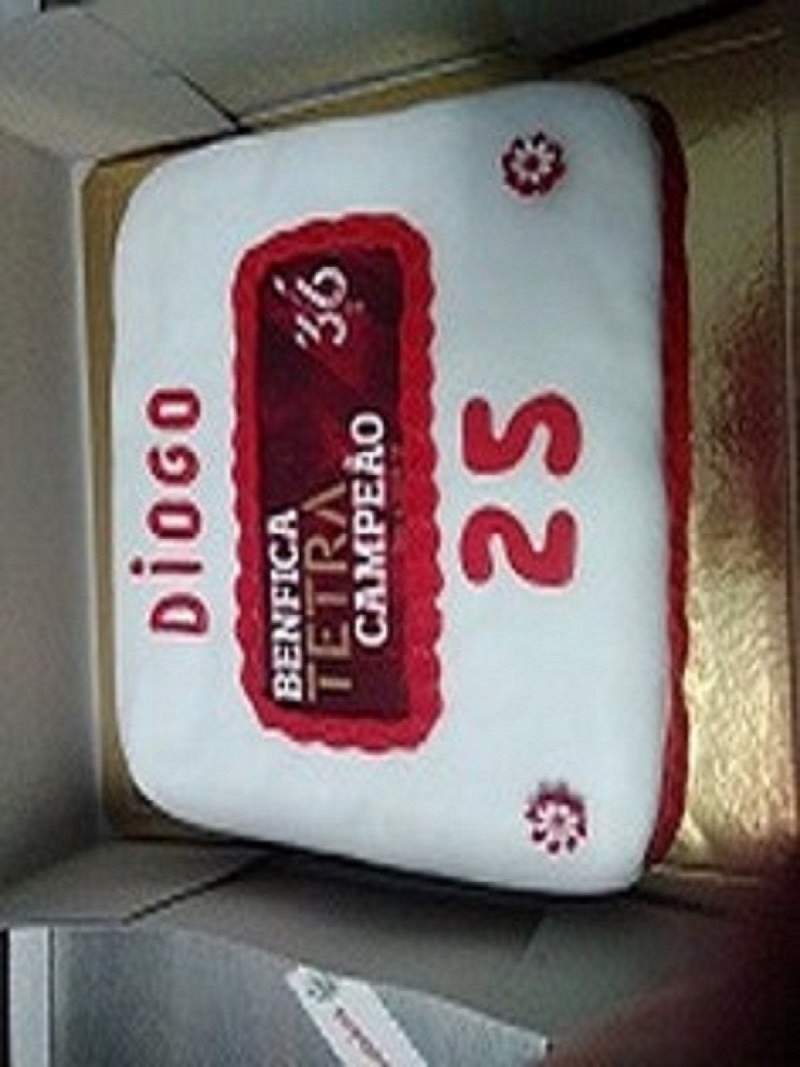 DiOGO
BENFICA
TETRA
CAMPEÃO
36
25